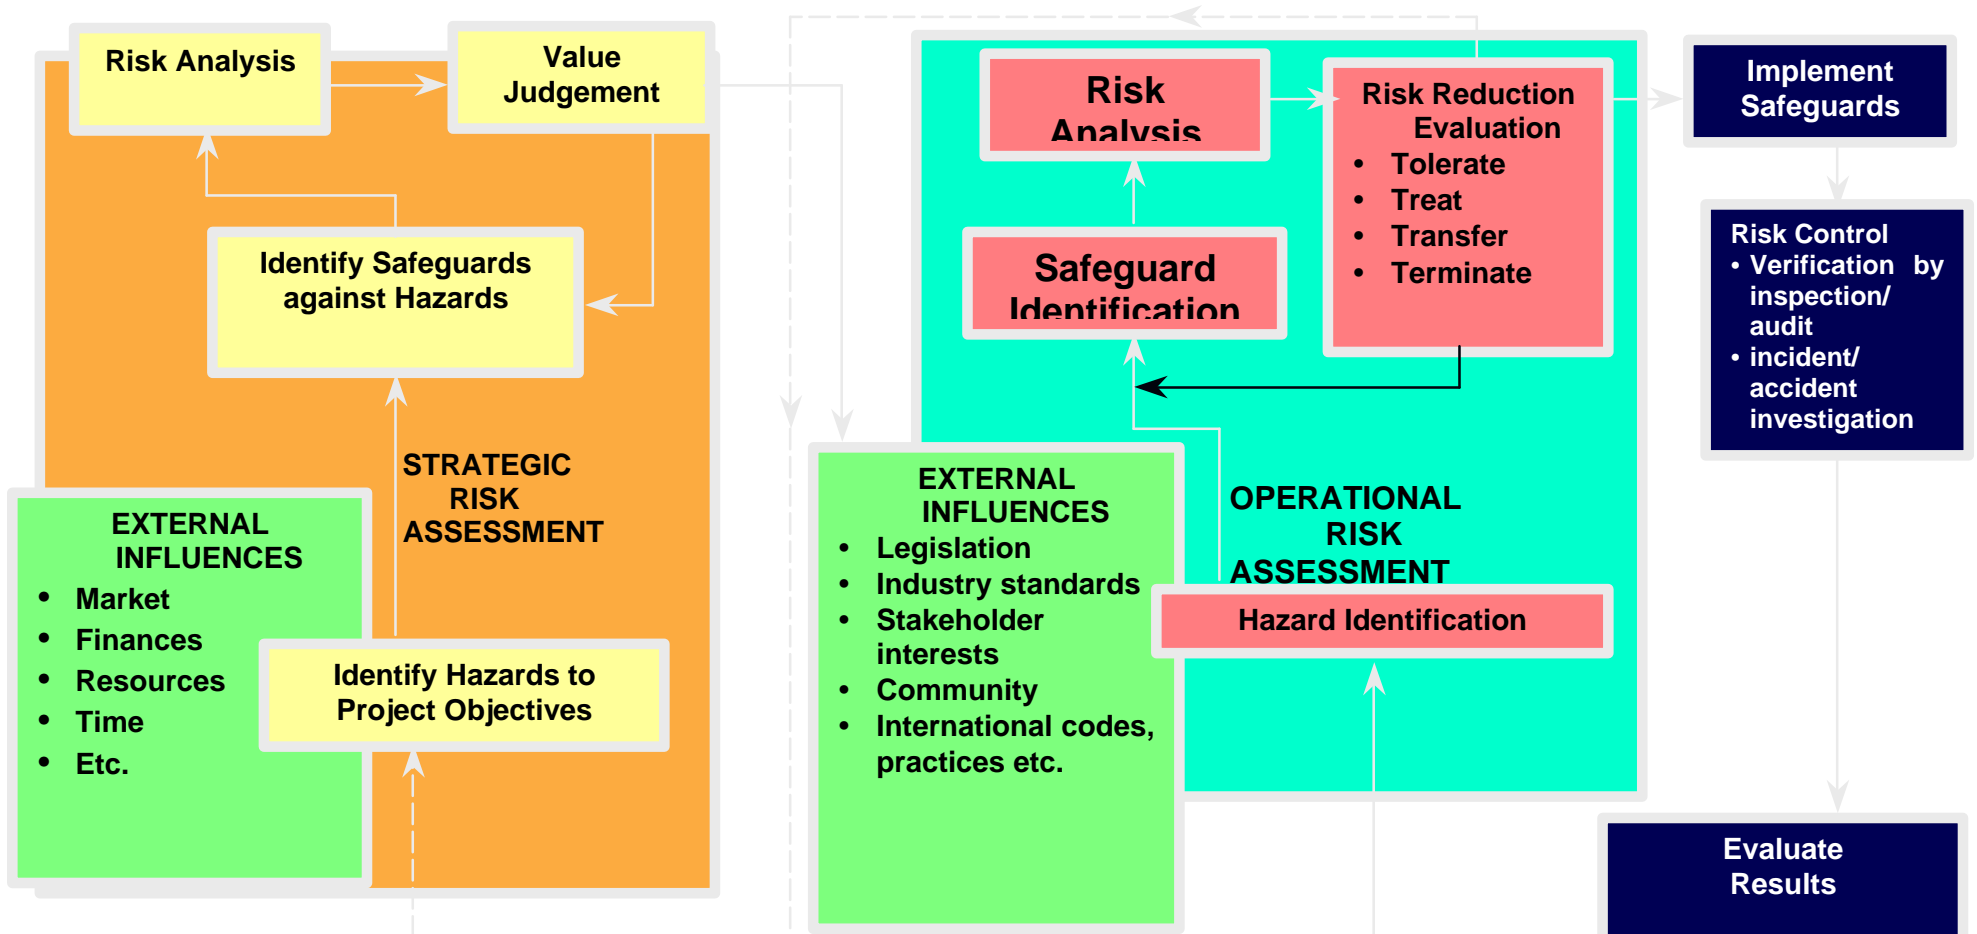 Risk Analysis
Value
Judgement
Identify Safeguards
against Hazards
STRATEGIC
RISK
ASSESSMENT
EXTERNAL
INFLUENCES
• Market
• Finances
• Resources
• Time
• Etc.
Identify Hazards to
Project Objectives
Risk
Analysis
Safeguard
Identification
Risk Reduction
Evaluation
• Tolerate
• Treat
• Transfer
• Terminate
EXTERNAL
INFLUENCES
• Legislation
• Industry standards
• Stakeholder
interests
• Community
• International codes,
practices etc.
OPERATIONAL
RISK
ASSESSMENT
Hazard Identification
Implement
Safeguards
Risk Control
• Verification by
inspection/
audit
• incident/
accident
investigation
Evaluate
Results